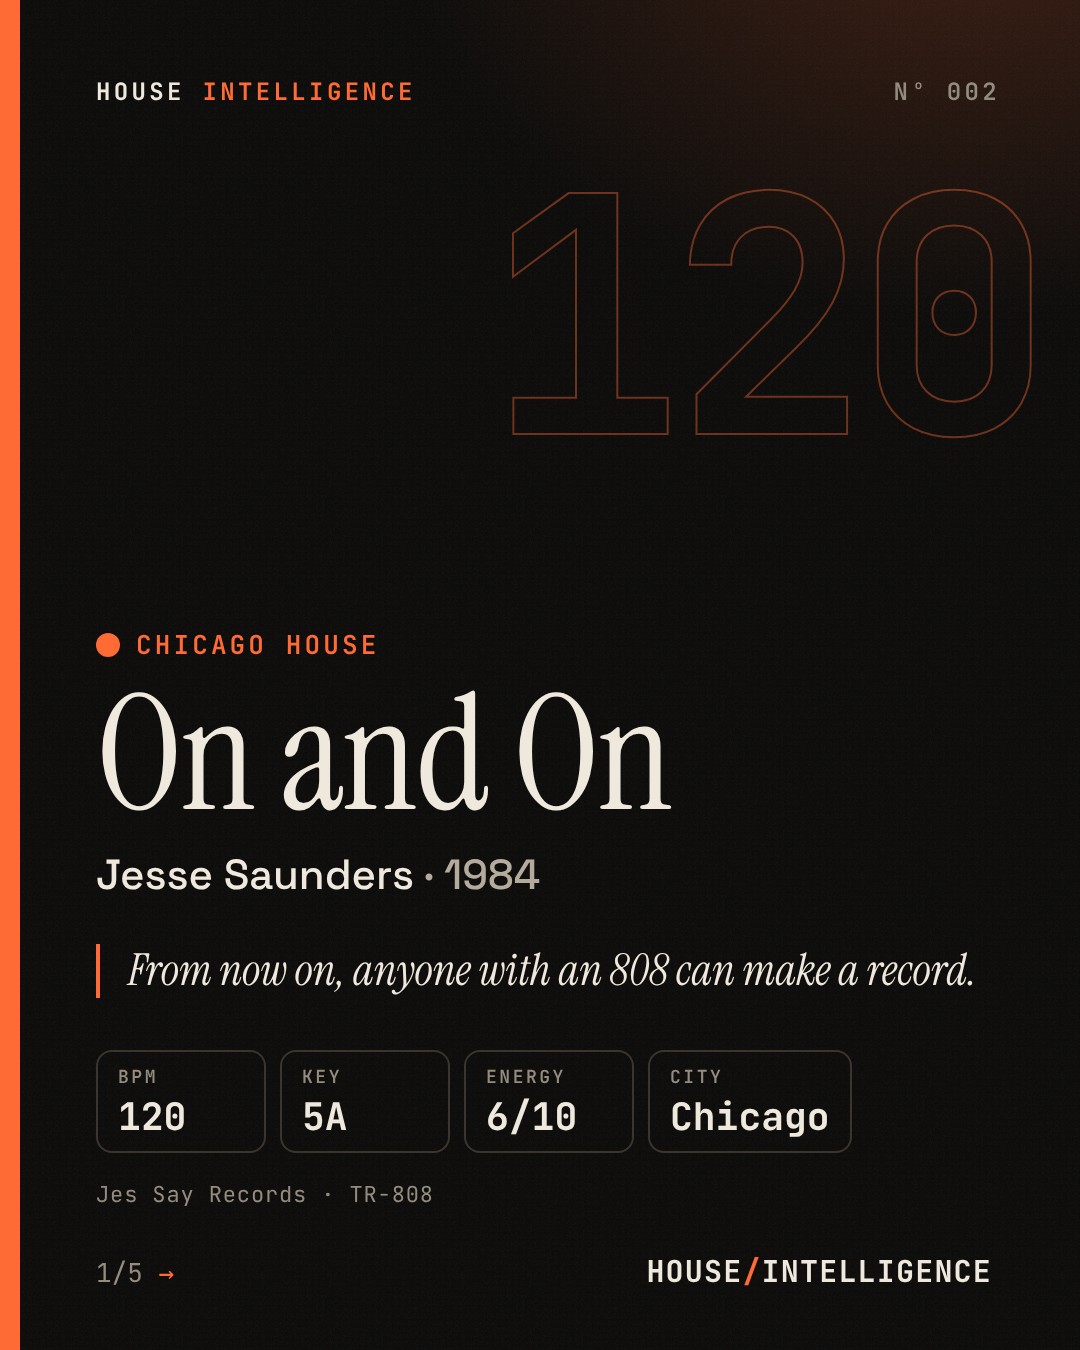 HOUSE INTELLIGENCE
N° 002
120
CHICAGO HOUSE
On and On
Jesse Saunders · 1984
From now on, anyone with an 808 can make a record.
BPM
120
KEY
5A
ENERGY
6/10
CITY
Chicago
Jes Say Records · TR-808
1/5 →
HOUSE/INTELLIGENCE